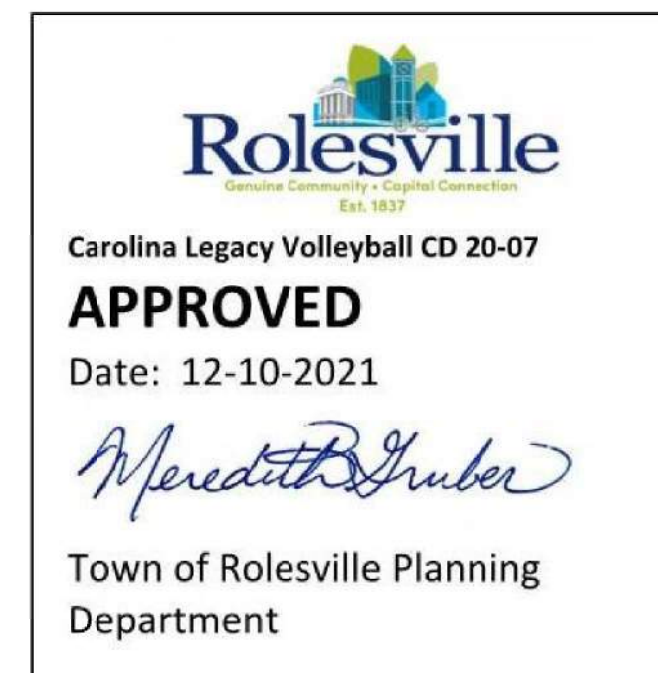 Rolesville
Genuine Community • Capital Connection
Est. 1837
Carolina Legacy Volleyball CD 20-07
APPROVED
Date: 12-10-2021
Meredith B Gruber
Town of Rolesville Planning
Department